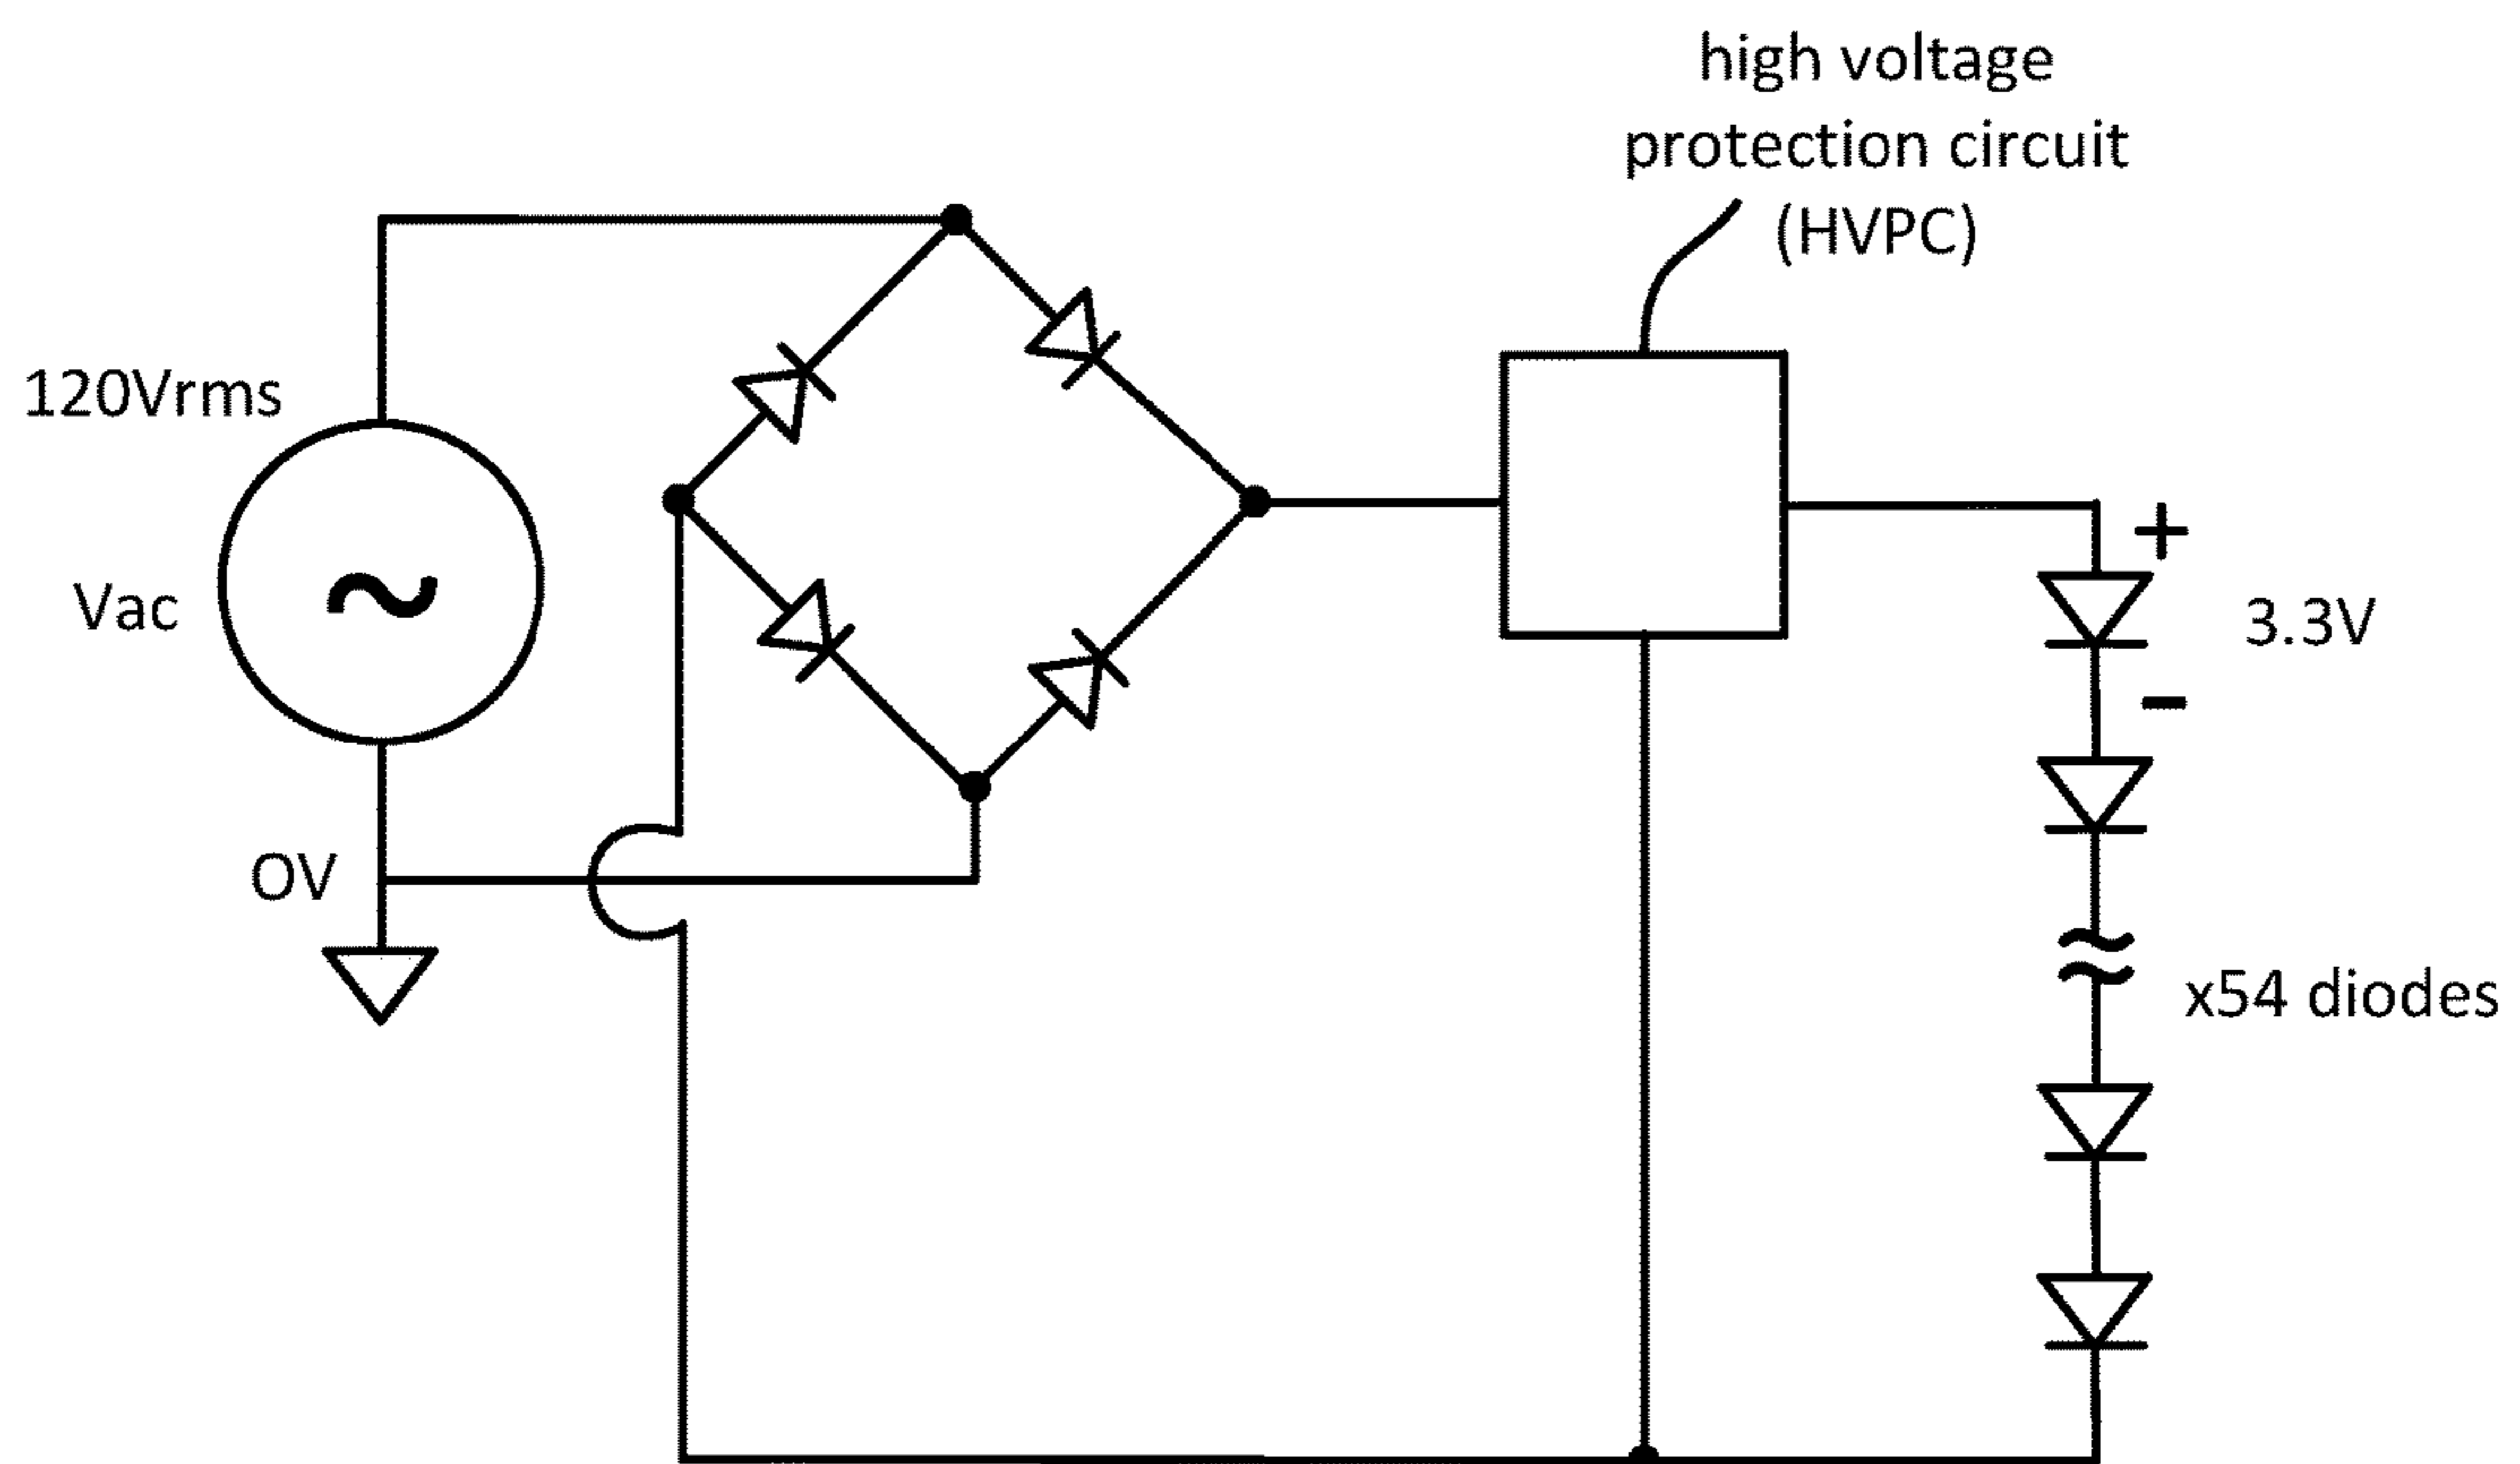 high voltage
protection circuit
(HVPC)
120Vrms
Vac
0V
+
3.3V
-
x54 diodes